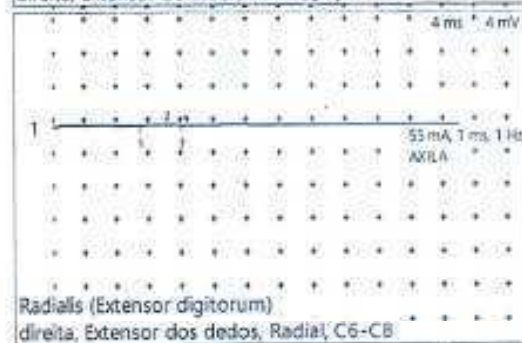 4 ms 4 mV
1
55 mA, 1 ms, 1 Hz
AXILA
Radialis (Extensor digitorum)
direita, Extensor dos dedos, Radial, C6-C8